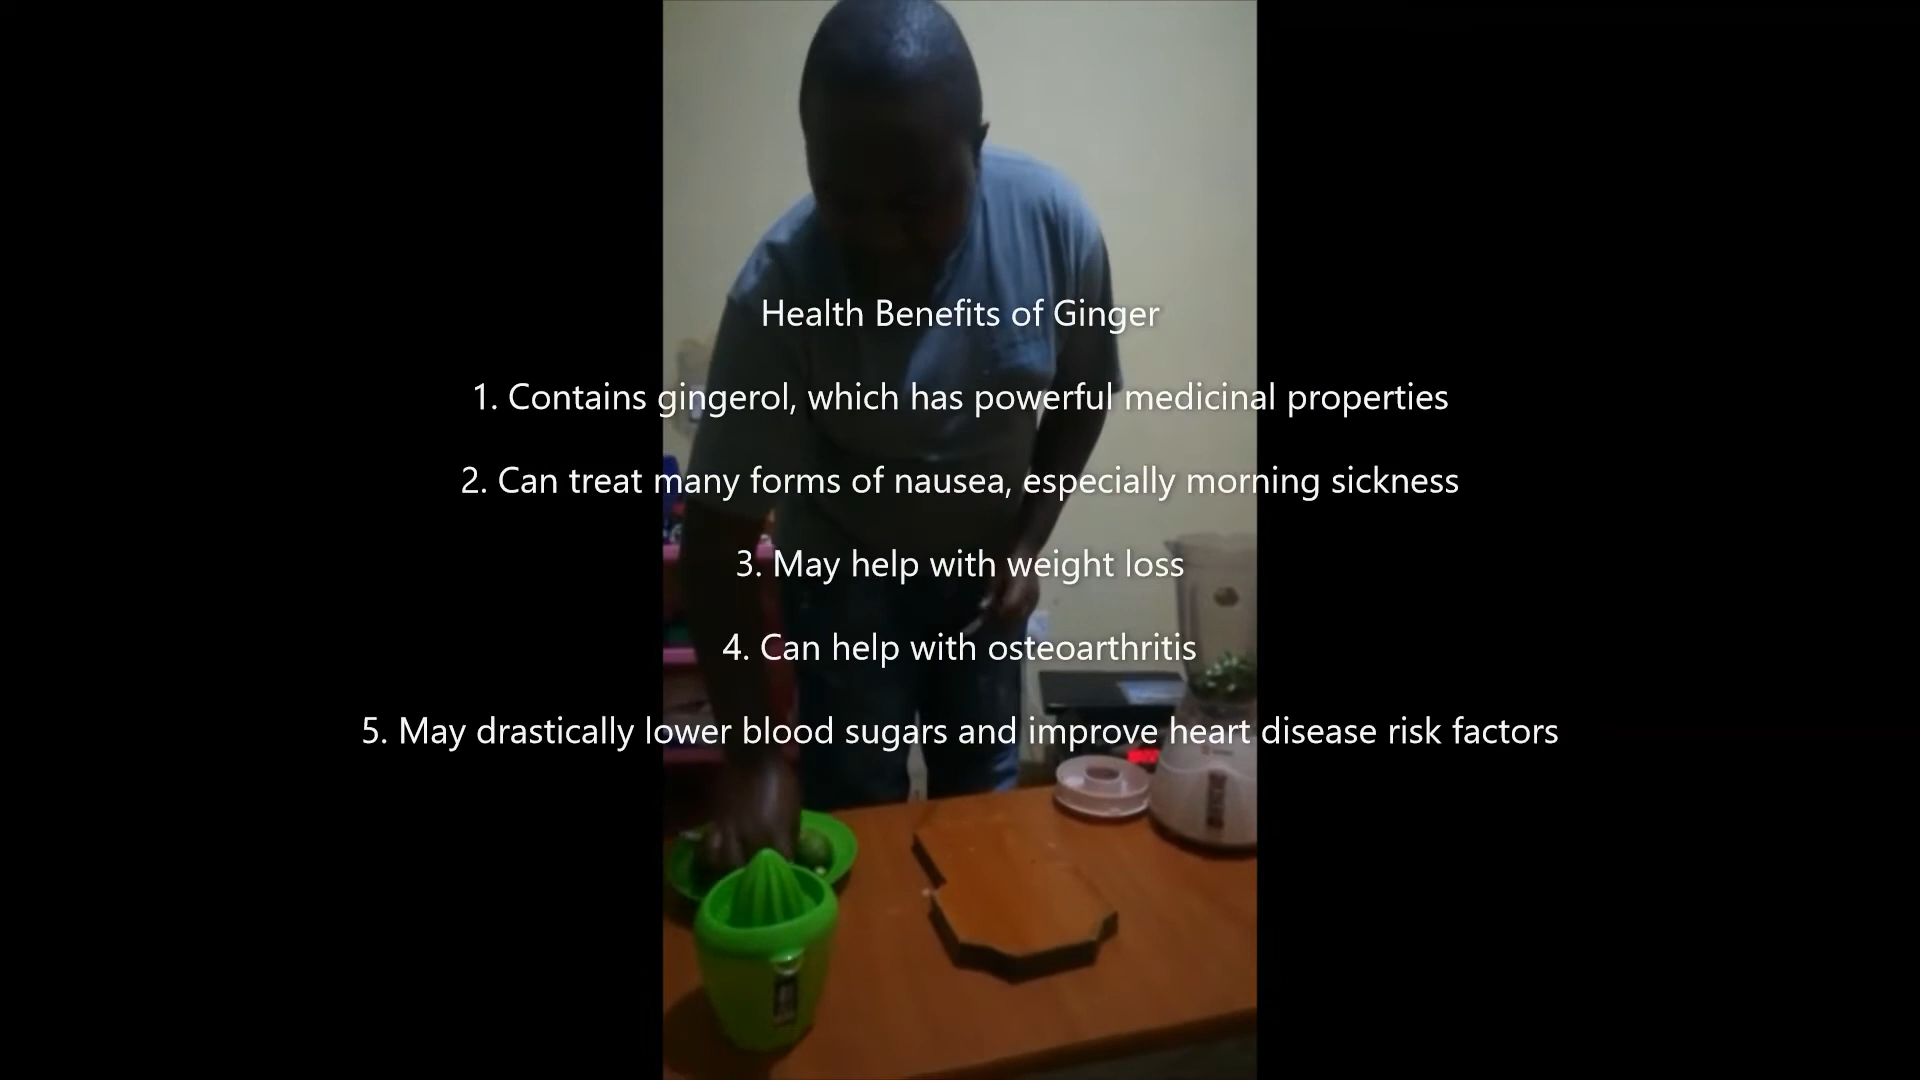 Health Benefits of Ginger
1. Contains gingerol, which has powerful medicinal properties
2. Can treat many forms of nausea, especially morning sickness
3. May help with weight loss
4. Can help with osteoarthritis
5. May drastically lower blood sugars and improve heart disease risk factors